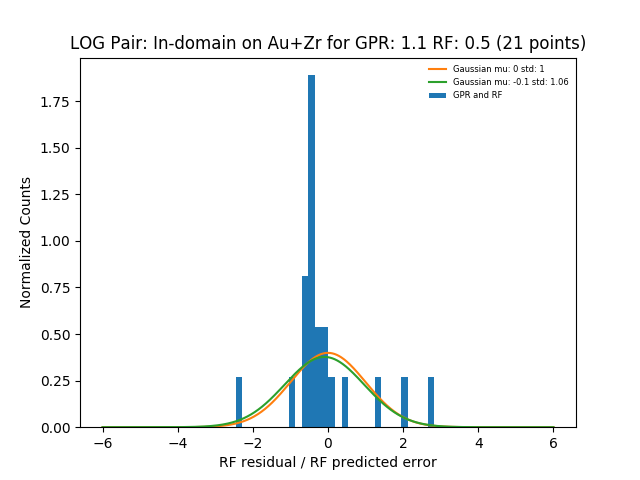 LOG Pair: In-domain on Au+Zr for GPR: 1.1 RF: 0.5 (21 points)
Gaussian mu: 0 std: 1
Gaussian mu: -0.1 std: 1.06
GPR and RF
Normalized Counts
1.75
1.50
1.25
1.00
0.75
0.50
0.25
0.00
−6 −4 −2 0 2 4 6
RF residual / RF predicted error